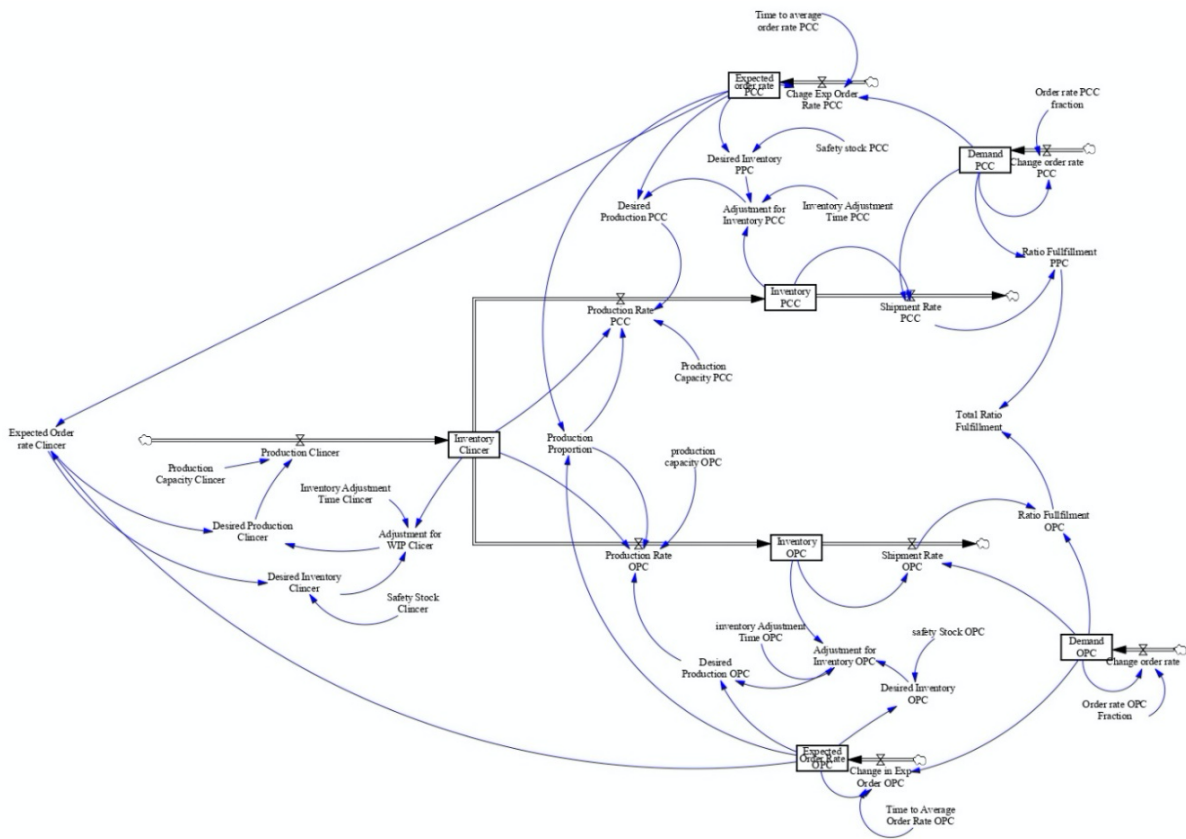 Time to average
order rate PCC
Expected
order rate
PCC
Chage Exp Order
Rate PCC
Order rate PCC
fraction
Safety stock PCC
Demand
PCC
Change order rate
PCC
Desired Inventory
PPC
Desired
Production PCC
Adjustment for
Inventory PCC
Inventory Adjustment
Time PCC
Ratio Fullfillment
PPC
Inventory
PCC
Production Rate
PCC
Shipment Rate
PCC
Production
Capacity PCC
Total Ratio
Fulfillment
Expected Order
rate Clincer
Production Clincer
Inventory
Clincer
Production
Proportion
production
capacity OPC
Production
Capacity Clincer
Inventory Adjustment
Time Clincer
Desired Production
Clincer
Adjustment for
WIP Clicer
Ratio Fullfilment
OPC
Inventory
OPC
Production Rate
OPC
Shipment Rate
OPC
Desired Inventory
Clincer
Safety Stock
Clincer
inventory Adjustment
Time OPC
safety Stock OPC
Demand
OPC
Change order rate
Adjustment for
Inventory OPC
Desired
Production OPC
Desired Inventory
OPC
Order rate OPC
Fraction
Expected
Order Rate
OPC
Change in Exp
Order OPC
Time to Average
Order Rate OPC